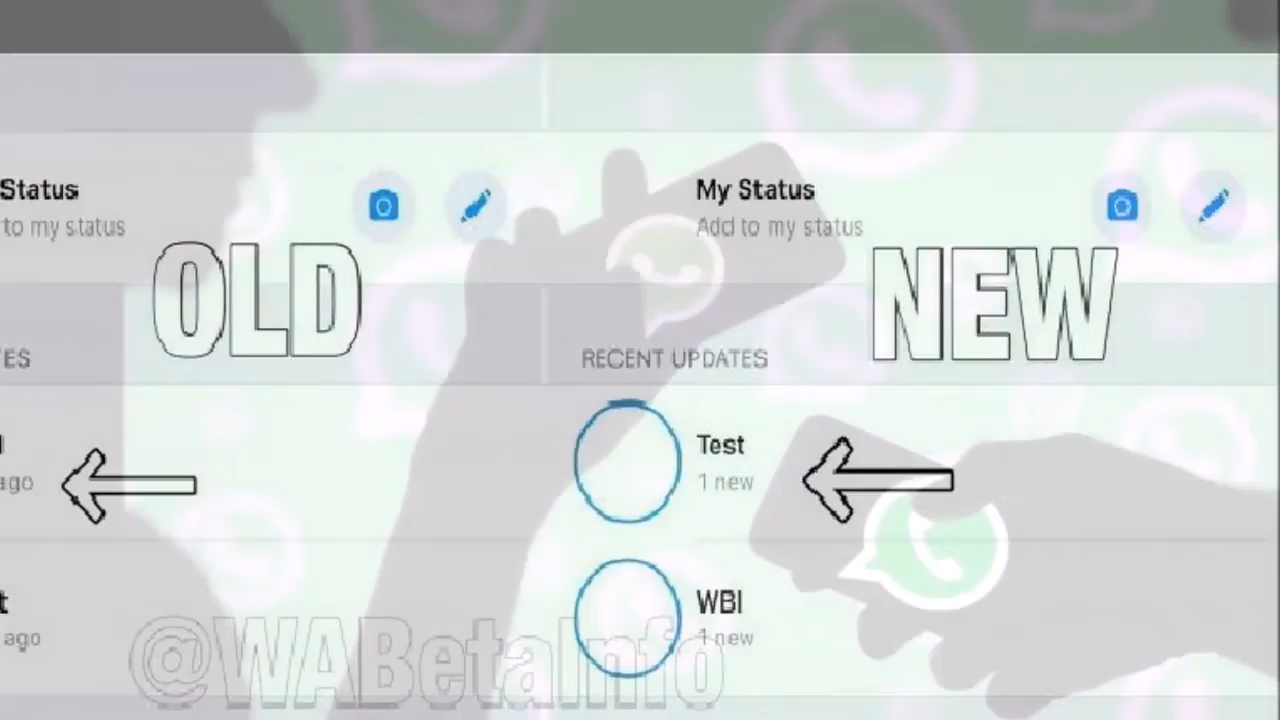 Status
to my status
OLD
ES
ago
t
ago
My Status
Add to my status
NEW
RECENT UPDATES
Test
1 new
WBI
1 new
@WABetaInfo